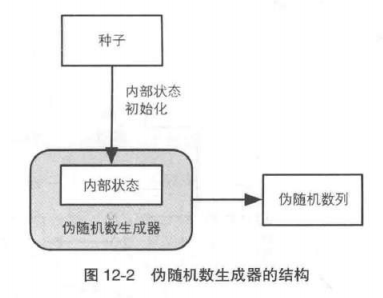 种子
内部状态
初始化
内部状态
伪随机数生成器
伪随机数列
图 12-2 伪随机数生成器的结构